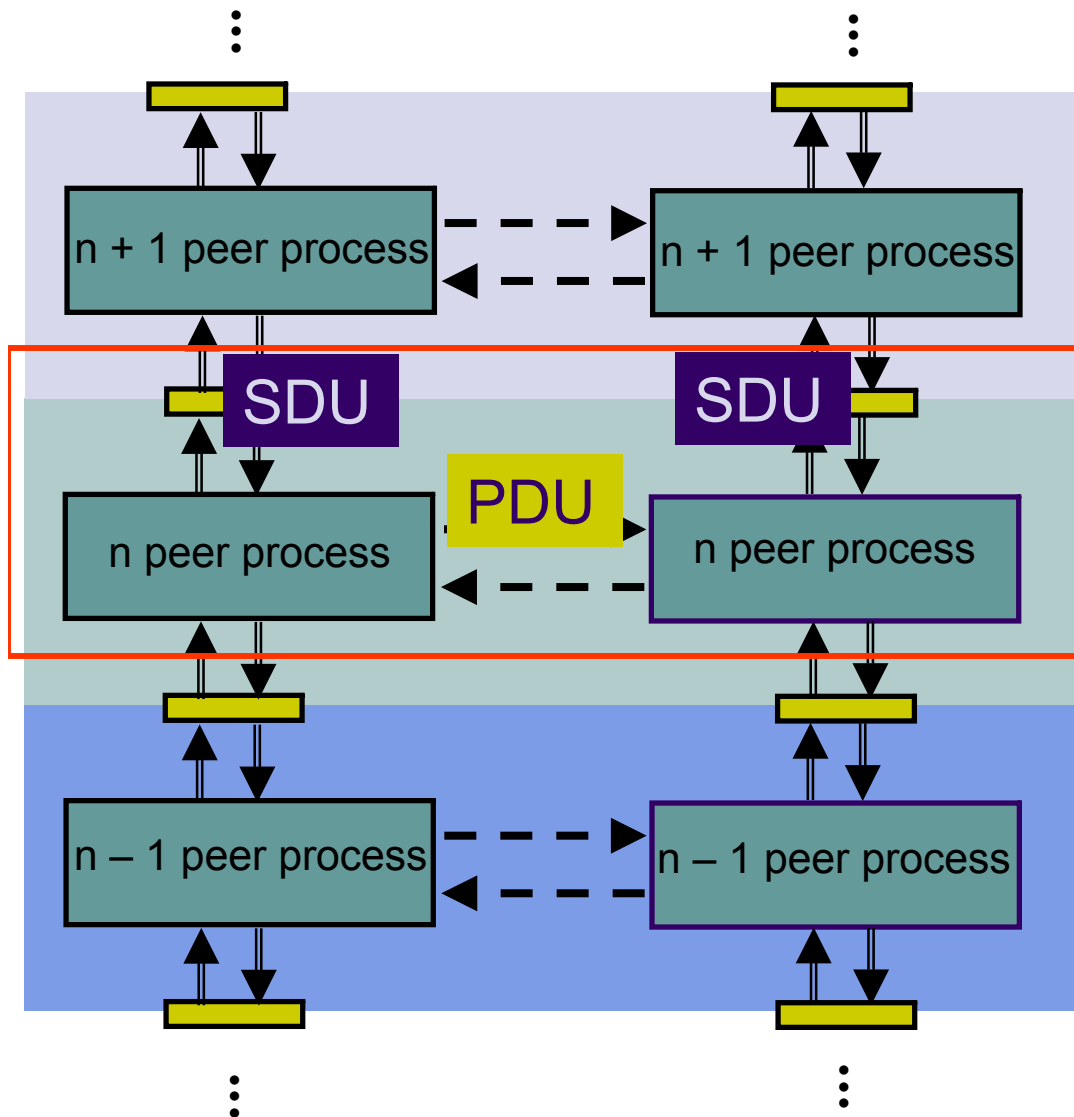 n + 1 peer process
n + 1 peer process
SDU
SDU
PDU
n peer process
n peer process
n – 1 peer process
n – 1 peer process